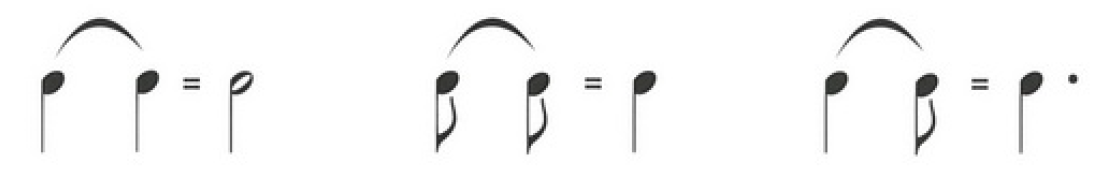 = = =